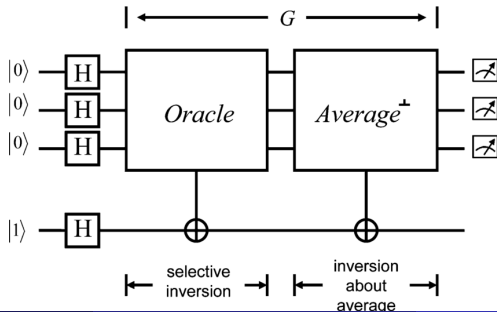 G
|0⟩ H
|0⟩ H
|0⟩ H
Oracle
Average⊥
|1⟩ H
selective
inversion
inversion
about
average